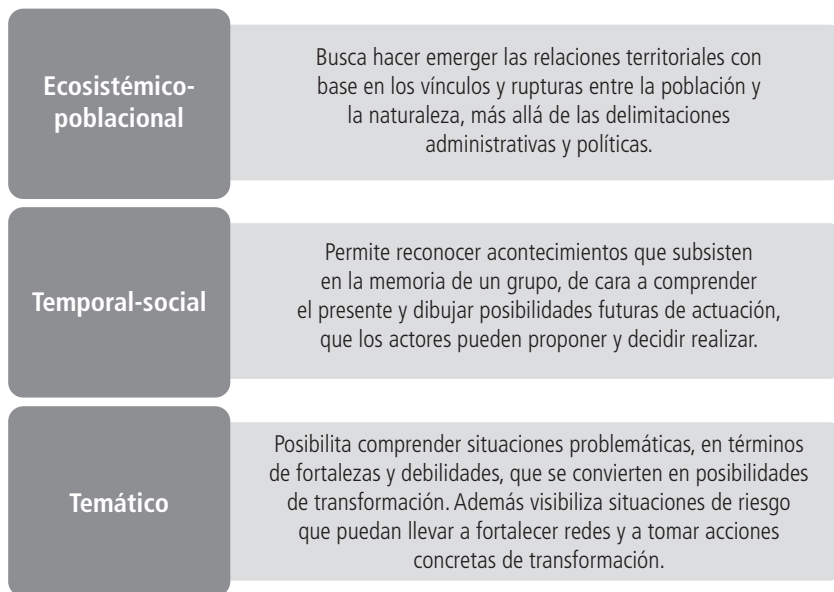 Ecosistémico-
poblacional
Busca hacer emerger las relaciones territoriales con
base en los vínculos y rupturas entre la población y
la naturaleza, más allá de las delimitaciones
administrativas y políticas.
Temporal-social
Permite reconocer acontecimientos que subsisten
en la memoria de un grupo, de cara a comprender
el presente y dibujar posibilidades futuras de actuación,
que los actores pueden proponer y decidir realizar.
Temático
Posibilita comprender situaciones problemáticas, en términos
de fortalezas y debilidades, que se convierten en posibilidades
de transformación. Además visibiliza situaciones de riesgo
que puedan llevar a fortalecer redes y a tomar acciones
concretas de transformación.